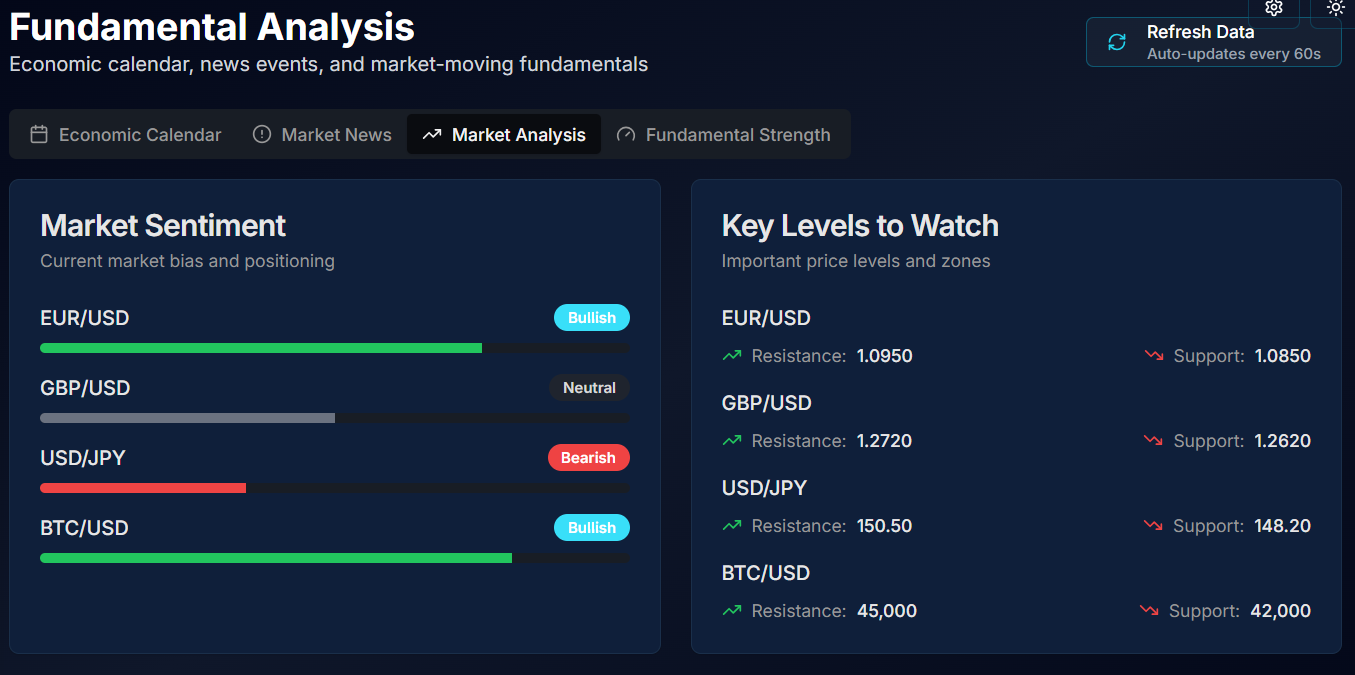 Fundamental Analysis
Economic calendar, news events, and market-moving fundamentals
Refresh Data
Auto-updates every 60s
Economic Calendar Market News Market Analysis Fundamental Strength
Market Sentiment
Current market bias and positioning
EUR/USD Bullish
GBP/USD Neutral
USD/JPY Bearish
BTC/USD Bullish
Key Levels to Watch
Important price levels and zones
EUR/USD
Resistance: 1.0950 Support: 1.0850
GBP/USD
Resistance: 1.2720 Support: 1.2620
USD/JPY
Resistance: 150.50 Support: 148.20
BTC/USD
Resistance: 45,000 Support: 42,000